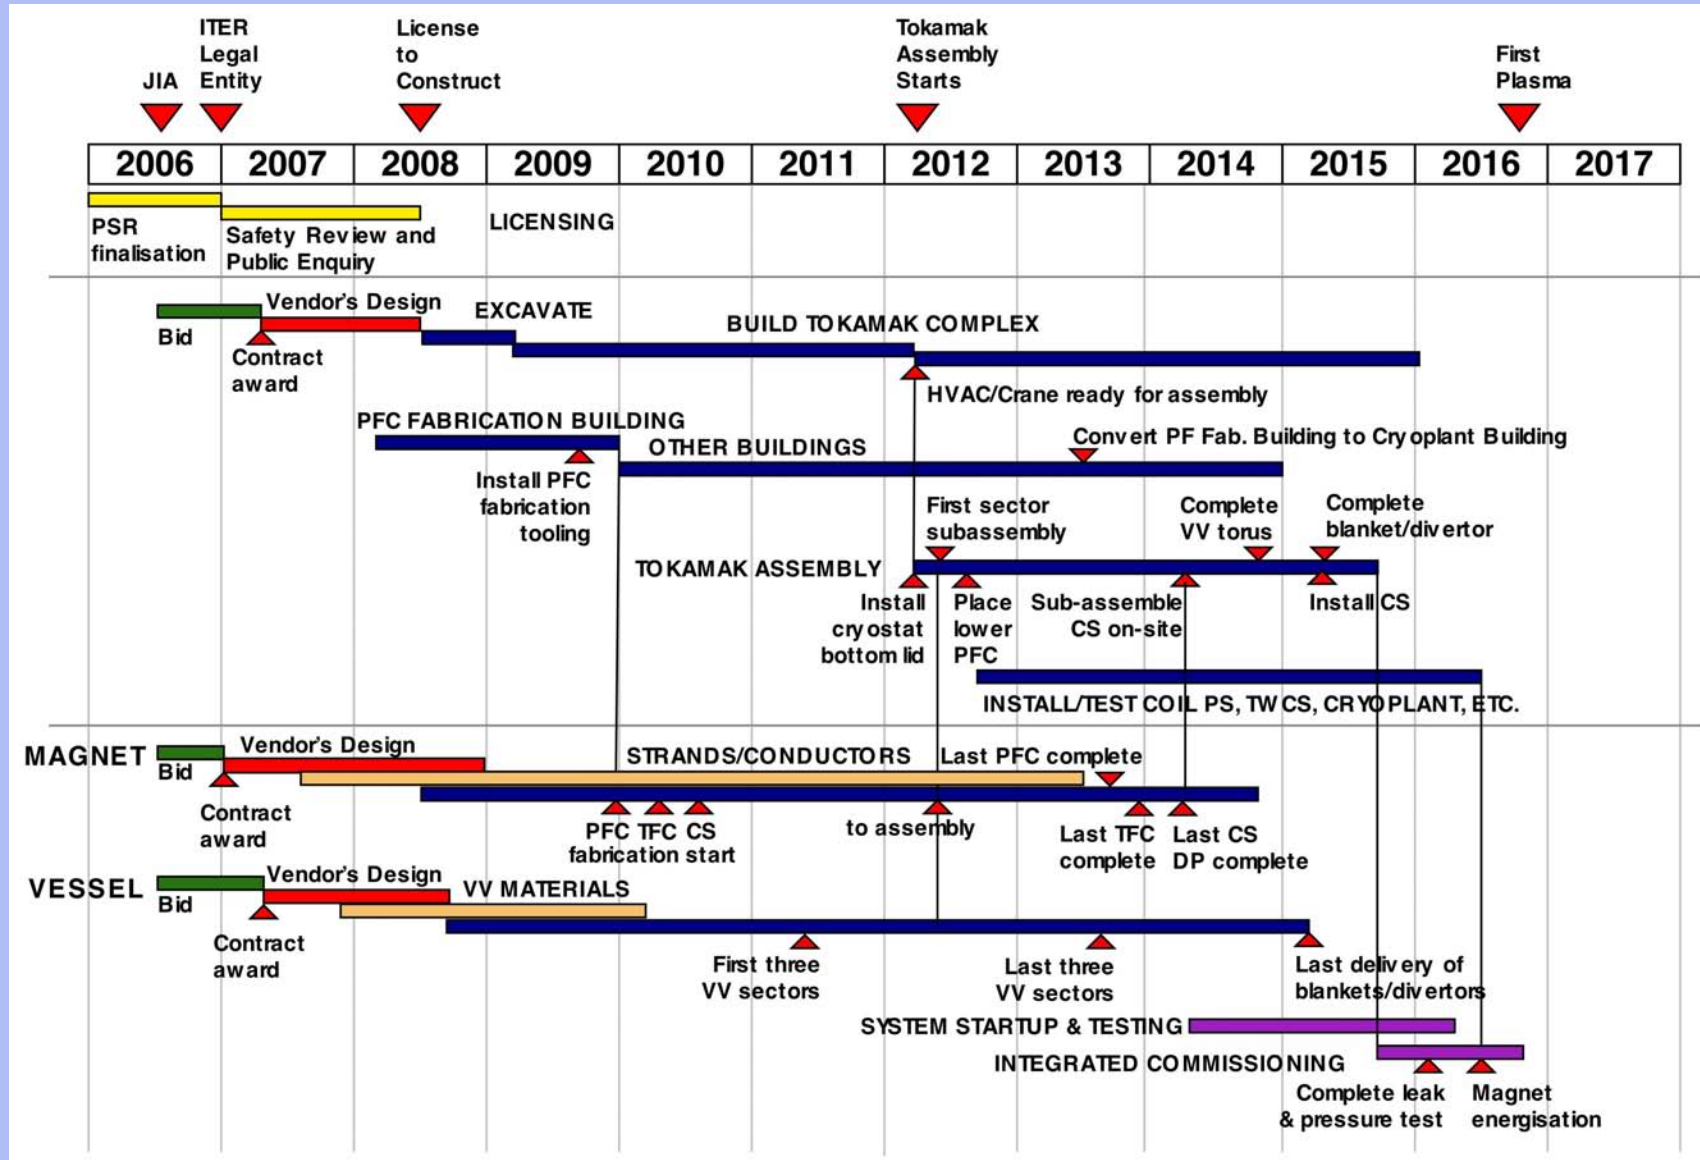 ITER
Legal
Entity
JIA
License
to
Construct
Tokamak
Assembly
Starts
First
Plasma
2006 2007 2008 2009 2010 2011 2012 2013 2014 2015 2016 2017
PSR
finalisation
Safety Review and
Public Enquiry
LICENSING
Bid
Vendor's Design
Contract
award
EXCAVATE
BUILD TOKAMAK COMPLEX
HVAC/Crane ready for assembly
PFC FABRICATION BUILDING
Install PFC
fabrication
tooling
OTHER BUILDINGS
Convert PF Fab. Building to Cryoplant Building
First sector
subassembly
Complete
VV torus
Complete
blanket/divertor
TOKAMAK ASSEMBLY
Install
cryostat
bottom lid
Place
lower
PFC
Sub-assemble
CS on-site
Install CS
INSTALL/TEST COIL PS, TWCS, CRYOPLANT, ETC.
MAGNET
Bid
Vendor's Design
Contract
award
STRANDS/CONDUCTORS
Last PFC complete
PFC TFC CS
fabrication start
to assembly
Last TFC
complete
Last CS
DP complete
VESSEL
Bid
Vendor's Design
Contract
award
VV MATERIALS
First three
VV sectors
Last three
VV sectors
Last delivery of
blankets/divertors
SYSTEM STARTUP & TESTING
INTEGRATED COMMISSIONING
Complete leak
& pressure test
Magnet
energisation